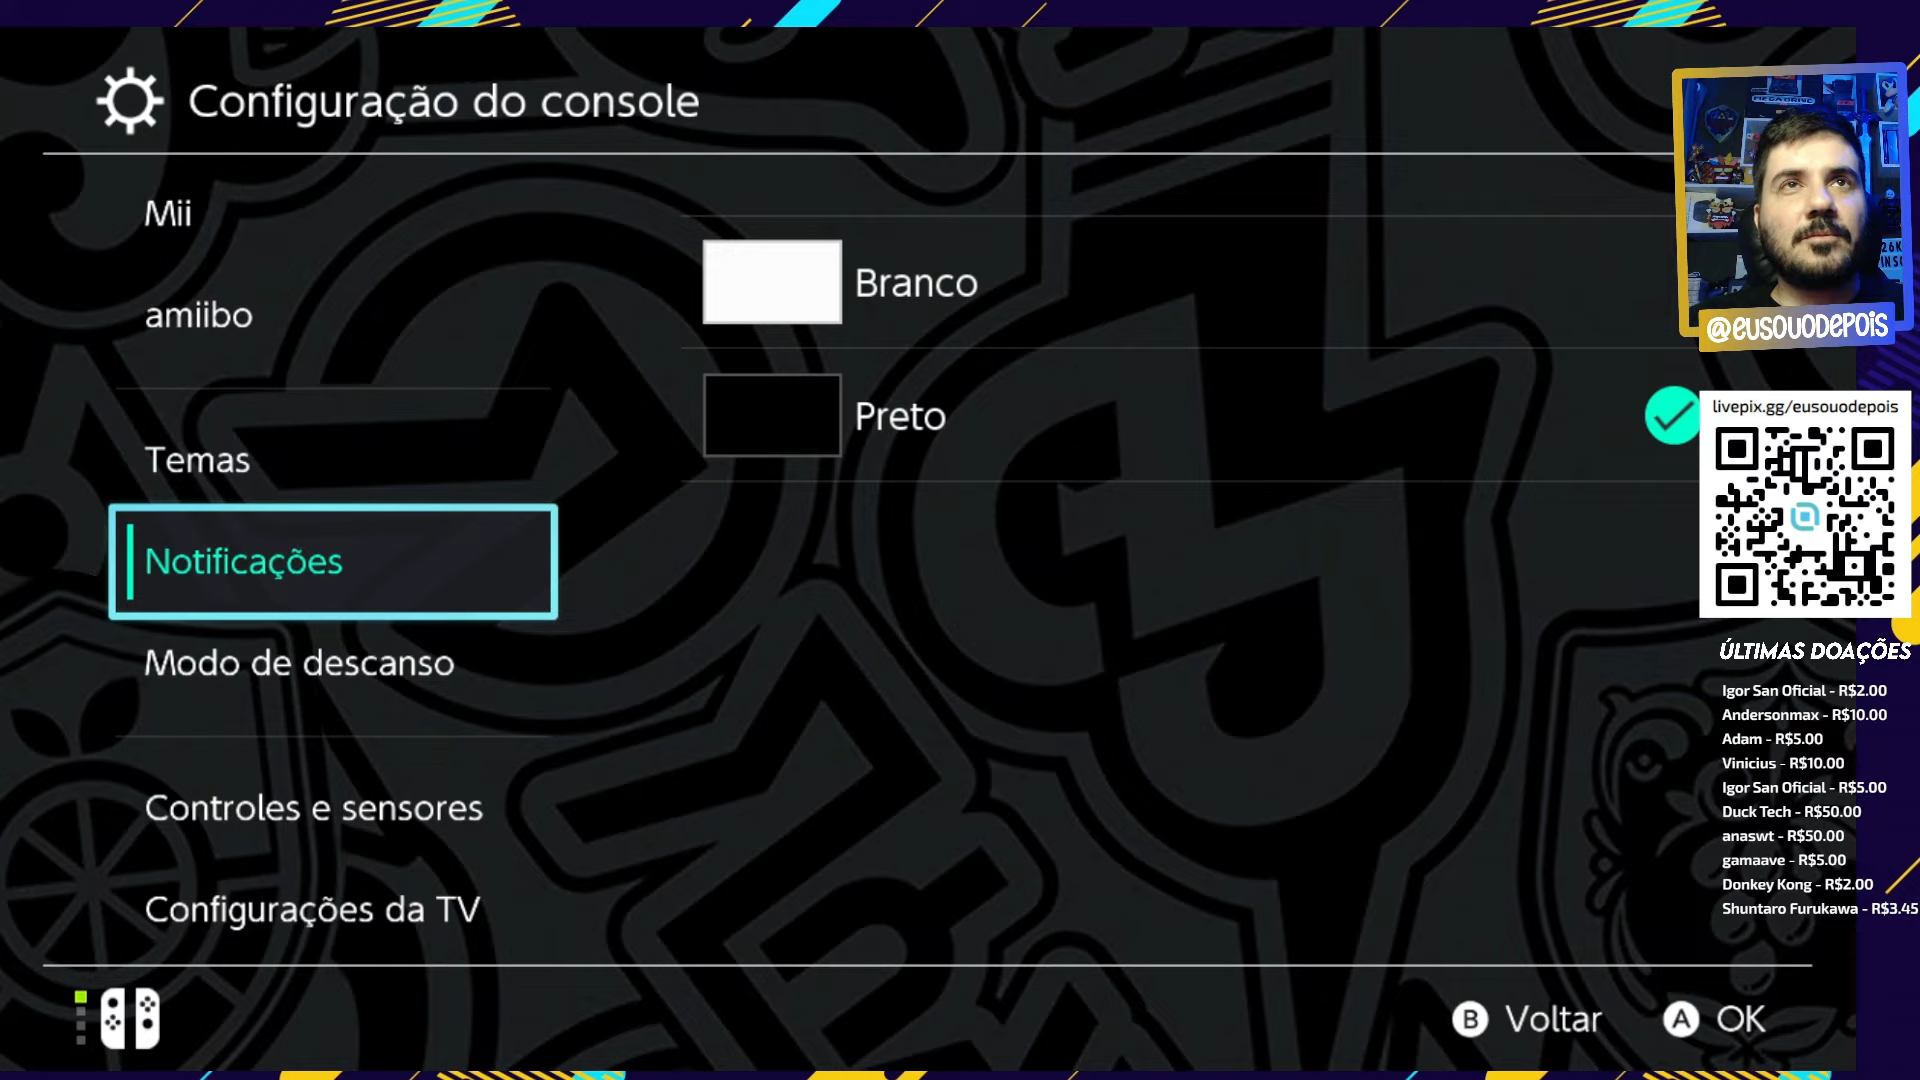 Configuração do console
Mii
amiibo
Temas
Notificações
Modo de descanso
Controles e sensores
Configurações da TV
Branco
Preto
B Voltar
A OK
MEGA DRIVE
@eusouodepois
livepix.gg/eusouodepois
ÚLTIMAS DOAÇÕES
Igor San Oficial - R$2.00
Andersonmax - R$10.00
Adam - R$5.00
Vinicius - R$10.00
Igor San Oficial - R$5.00
Duck Tech - R$50.00
anaswt - R$50.00
gamaave - R$5.00
Donkey Kong - R$2.00
Shuntaro Furukawa - R$3.45